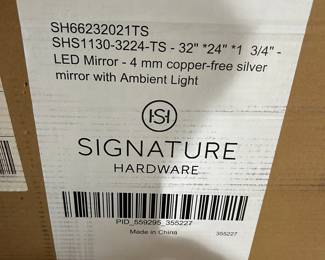 SH66232021TS
SHS1130-3224-TS - 32" *24" *1 3/4" -
LED Mirror - 4 mm copper-free silver
mirror with Ambient Light
SH
SIGNATURE
HARDWARE
PID_559295_355227
Made in China
355227